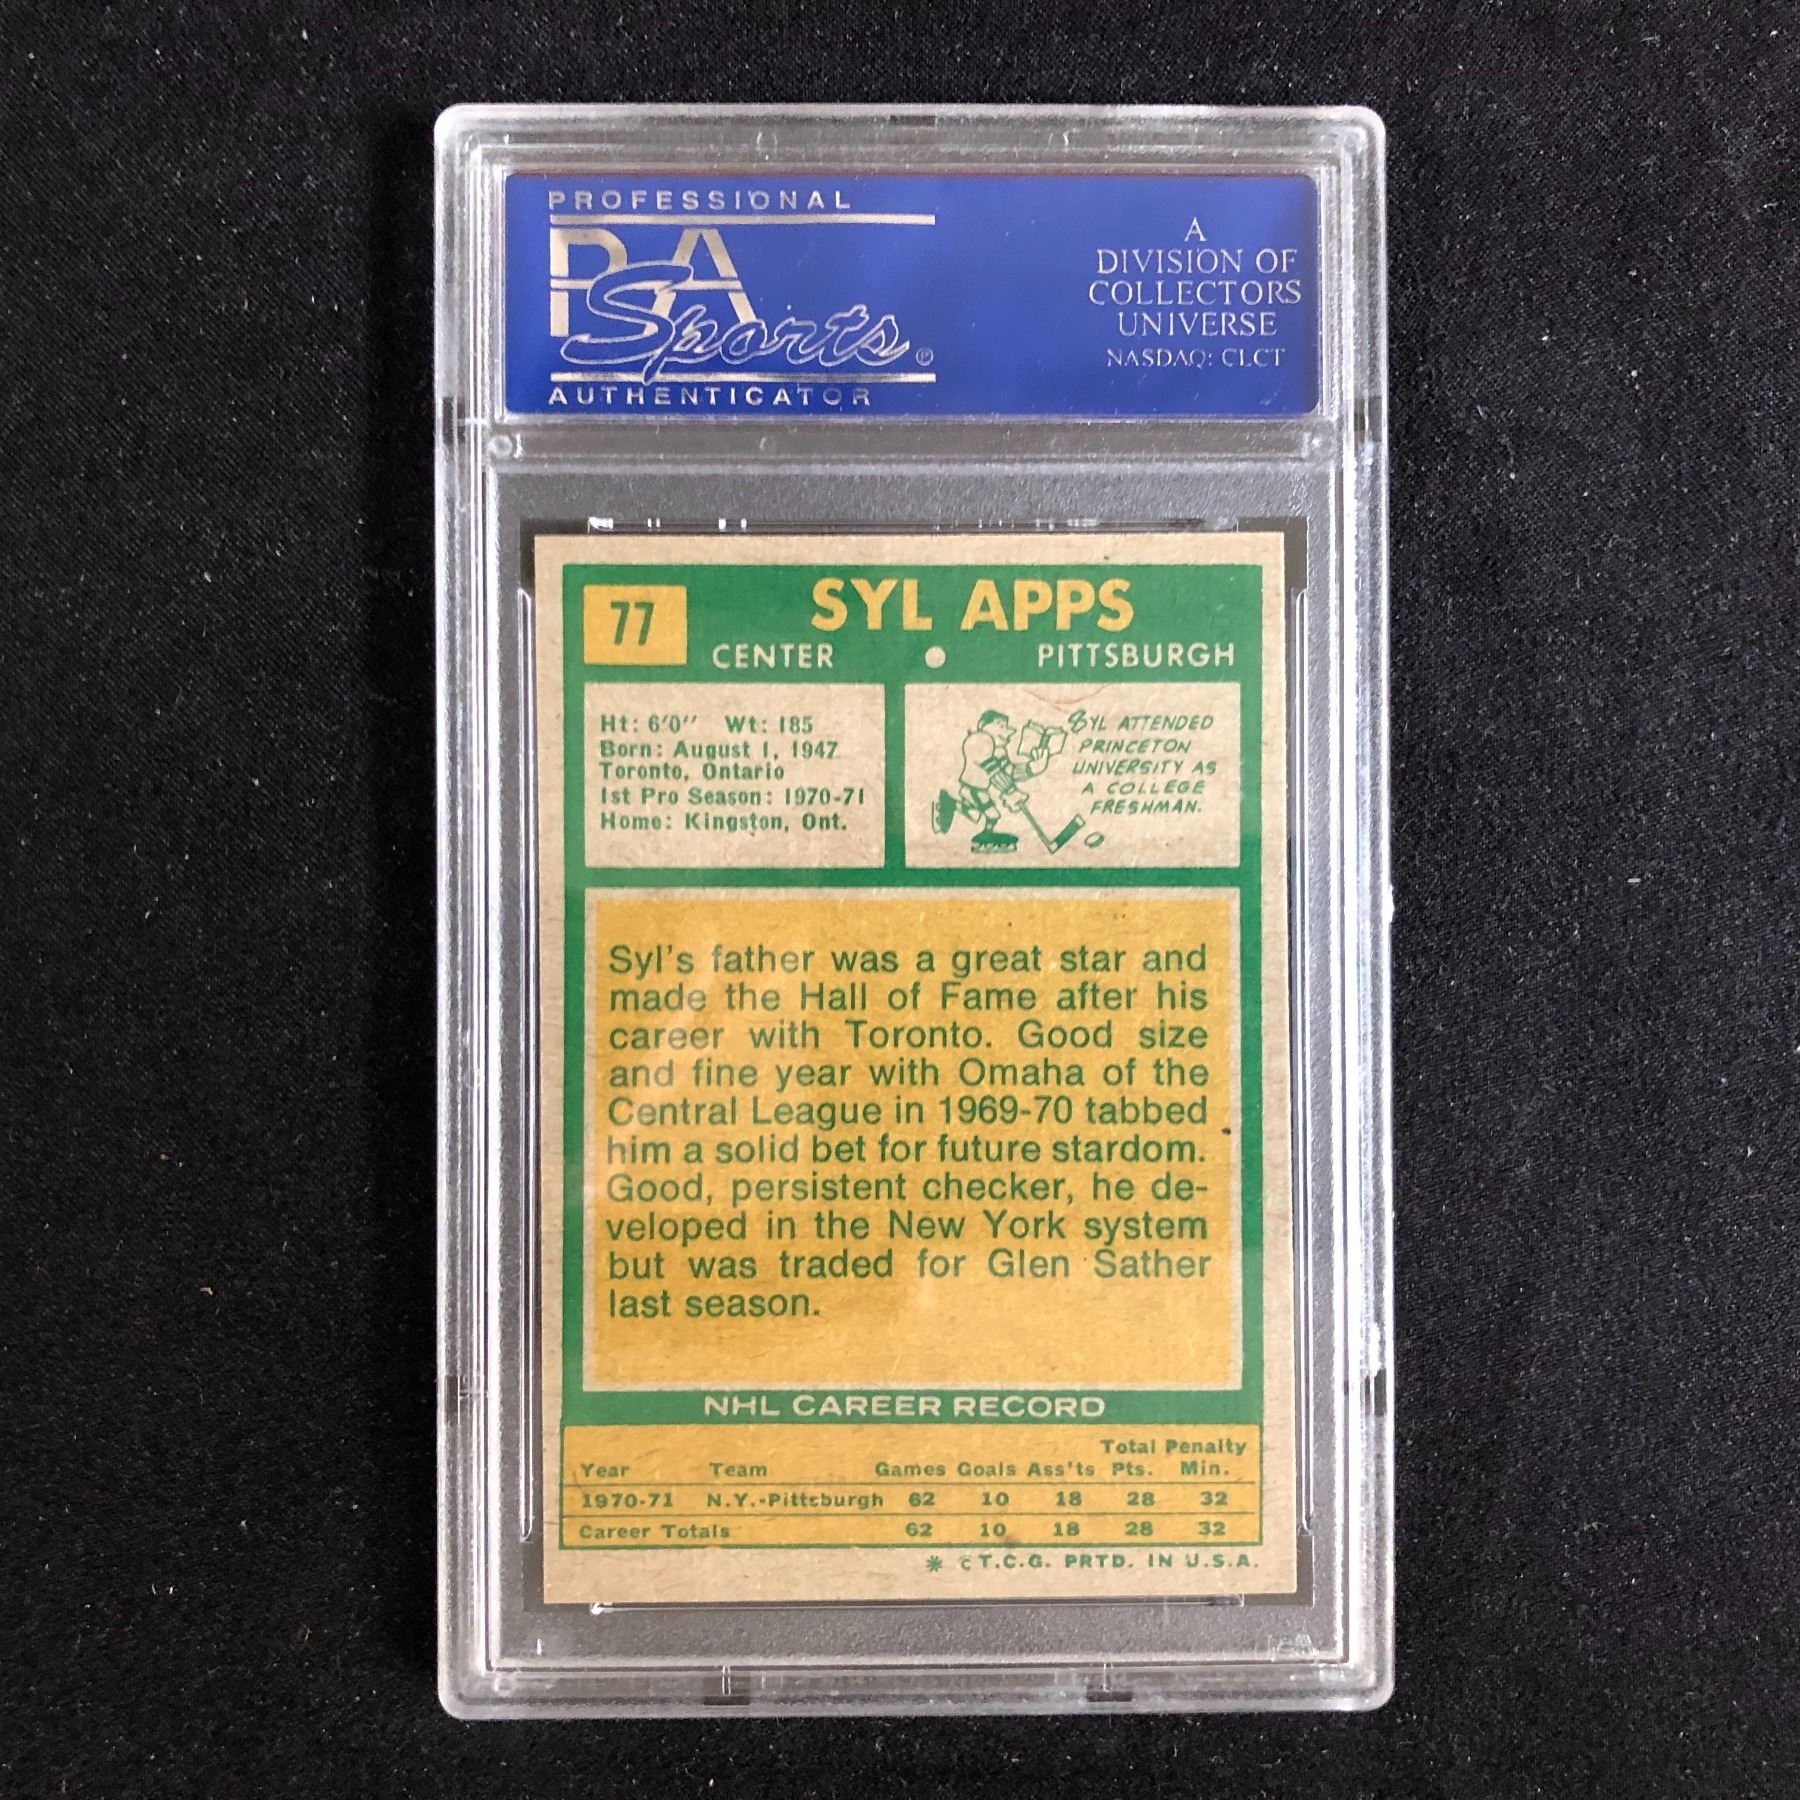 PROFESSIONAL
PSA
Sports
AUTHENTICATOR
A
DIVISION OF
COLLECTORS
UNIVERSE
NASDAQ: CLCT
77
SYL APPS
CENTER
PITTSBURGH
Ht: 6'0'' Wt: 185
Born: August 1, 1947
Toronto, Ontario
1st Pro Season: 1970-71
Home: Kingston, Ont.
SYL ATTENDED
PRINCETON
UNIVERSITY AS
A COLLEGE
FRESHMAN.
Syl's father was a great star and
made the Hall of Fame after his
career with Toronto. Good size
and fine year with Omaha of the
Central League in 1969-70 tabbed
him a solid bet for future stardom.
Good, persistent checker, he de-
veloped in the New York system
but was traded for Glen Sather
last season.
NHL CAREER RECORD
Total Penalty
Year Team Games Goals Ass'ts Pts. Min.
1970-71 N.Y.-Pittsburgh 62 10 18 28 32
Career Totals 62 10 18 28 32
* © T.C.G. PRTD. IN U.S.A.